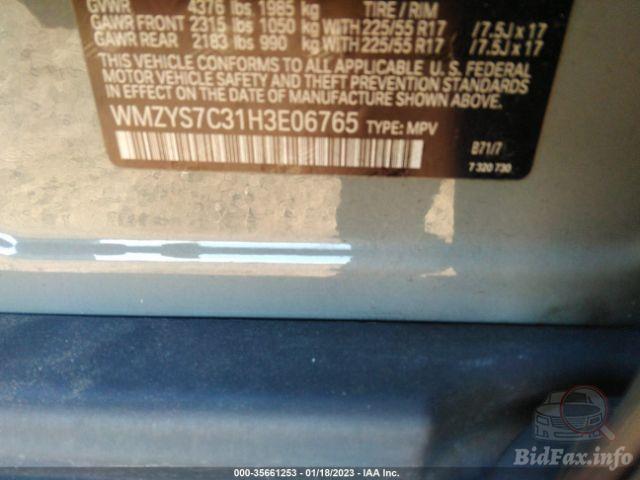 GVWR 4376 lbs 1985 kg TIRE / RIM
GAWR FRONT 2315 lbs 1050 kg WITH 225/55 R17 /7.5J x 17
GAWR REAR 2183 lbs 990 kg WITH 225/55 R17 /7.5J x 17
THIS VEHICLE CONFORMS TO ALL APPLICABLE U. S. FEDERAL
MOTOR VEHICLE SAFETY AND THEFT PREVENTION STANDARDS
IN EFFECT ON THE DATE OF MANUFACTURE SHOWN ABOVE.
WMZYS7C31H3E06765 TYPE: MPV
B71/7
7 320 730
000-35661253 - 01/18/2023 - IAA Inc.
BidFax.info